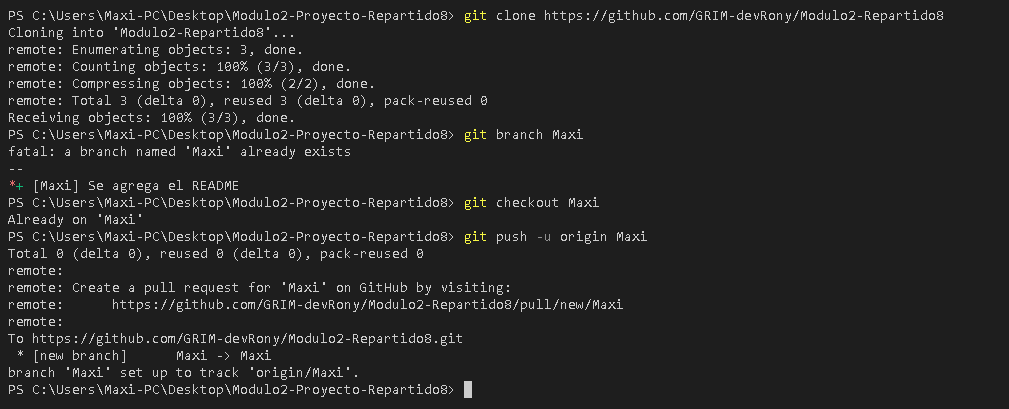 PS C:\Users\Maxi-PC\Desktop\Modulo2-Proyecto-Repartido8> git clone https://github.com/GRIM-devRony/Modulo2-Repartido8
Cloning into 'Modulo2-Repartido8'...
remote: Enumerating objects: 3, done.
remote: Counting objects: 100% (3/3), done.
remote: Compressing objects: 100% (2/2), done.
remote: Total 3 (delta 0), reused 3 (delta 0), pack-reused 0
Receiving objects: 100% (3/3), done.
PS C:\Users\Maxi-PC\Desktop\Modulo2-Proyecto-Repartido8> git branch Maxi
fatal: a branch named 'Maxi' already exists
--
*+ [Maxi] Se agrega el README
PS C:\Users\Maxi-PC\Desktop\Modulo2-Proyecto-Repartido8> git checkout Maxi
Already on 'Maxi'
PS C:\Users\Maxi-PC\Desktop\Modulo2-Proyecto-Repartido8> git push -u origin Maxi
Total 0 (delta 0), reused 0 (delta 0), pack-reused 0
remote:
remote: Create a pull request for 'Maxi' on GitHub by visiting:
remote:      https://github.com/GRIM-devRony/Modulo2-Repartido8/pull/new/Maxi
remote:
To https://github.com/GRIM-devRony/Modulo2-Repartido8.git
 * [new branch]      Maxi -> Maxi
branch 'Maxi' set up to track 'origin/Maxi'.
PS C:\Users\Maxi-PC\Desktop\Modulo2-Proyecto-Repartido8>